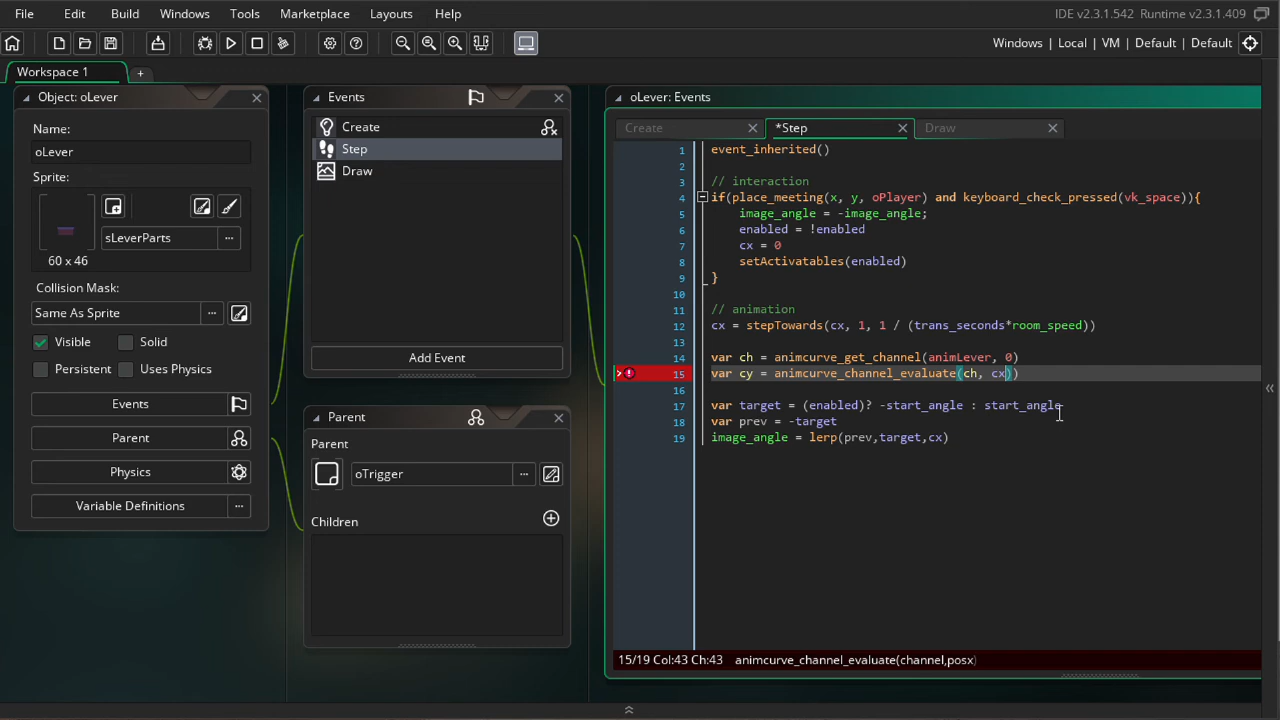 File Edit Build Windows Tools Marketplace Layouts Help IDE v2.3.1.542 Runtime v2.3.1.409
Windows | Local | VM | Default | Default
Workspace 1 +
Object: oLever
Name:
oLever
Sprite:
sLeverParts ...
60 x 46
Collision Mask:
Same As Sprite ...
Visible Solid
Persistent Uses Physics
Events
Parent
Physics
Variable Definitions ...
Events
Create
Step
Draw
Add Event
Parent
Parent
oTrigger ...
Children
oLever: Events
Create *Step Draw
1 event_inherited()
2
3 // interaction
4 if(place_meeting(x, y, oPlayer) and keyboard_check_pressed(vk_space)){
5 image_angle = -image_angle;
6 enabled = !enabled
7 cx = 0
8 setActivatables(enabled)
9 }
10
11 // animation
12 cx = stepTowards(cx, 1, 1 / (trans_seconds*room_speed))
13
14 var ch = animcurve_get_channel(animLever, 0)
15 var cy = animcurve_channel_evaluate(ch, cx))
16
17 var target = (enabled)? -start_angle : start_angle
18 var prev = -target
19 image_angle = lerp(prev,target,cx)
15/19 Col:43 Ch:43 animcurve_channel_evaluate(channel,posx)